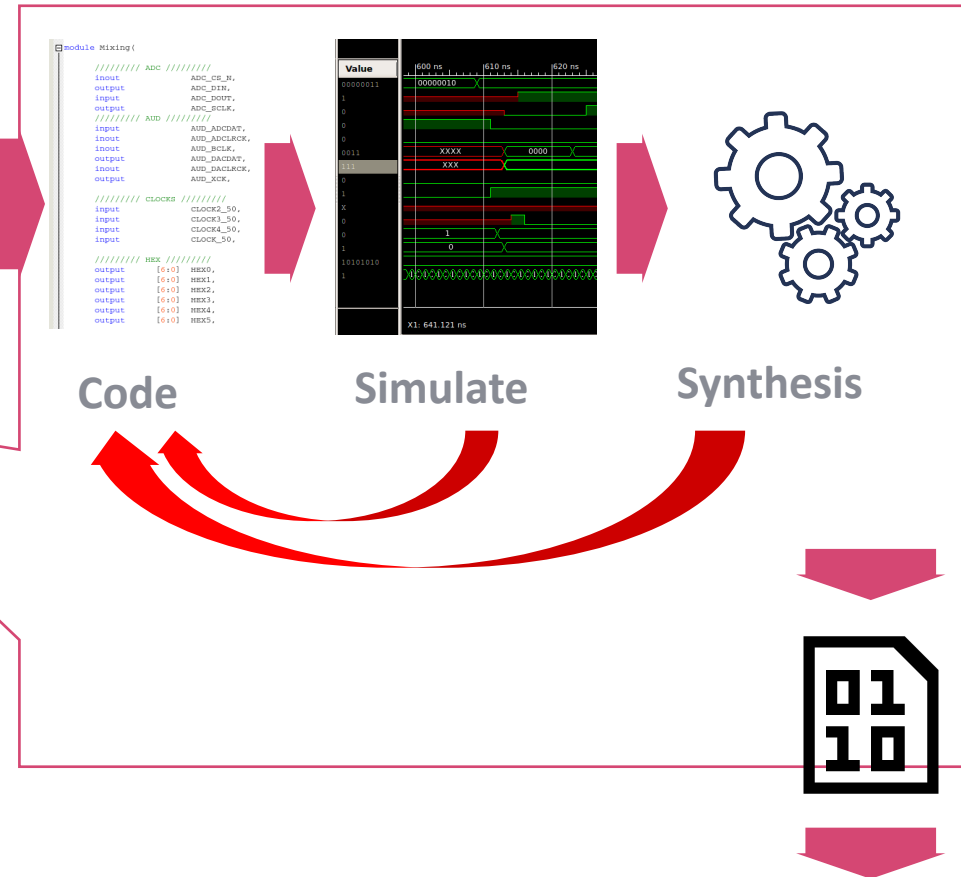 module Mixing(
///////// ADC /////////
inout ADC_CS_N,
output ADC_DIN,
input ADC_DOUT,
output ADC_SCLK,
///////// AUD /////////
input AUD_ADCDAT,
inout AUD_ADCLRCK,
inout AUD_BCLK,
output AUD_DACDAT,
inout AUD_DACLRCK,
output AUD_XCK,
///////// CLOCKS /////////
input CLOCK2_50,
input CLOCK3_50,
input CLOCK4_50,
input CLOCK_50,
///////// HEX /////////
output [6:0] HEX0,
output [6:0] HEX1,
output [6:0] HEX2,
output [6:0] HEX3,
output [6:0] HEX4,
output [6:0] HEX5,
Value 600 ns 610 ns 620 ns
00000011 00000010
1
0
0
0
0011 XXXX 0000
111 XXX
0
1
X
0
0 1
1 0
10101010
1
X1: 641.121 ns
Code
Simulate
Synthesis
01
10